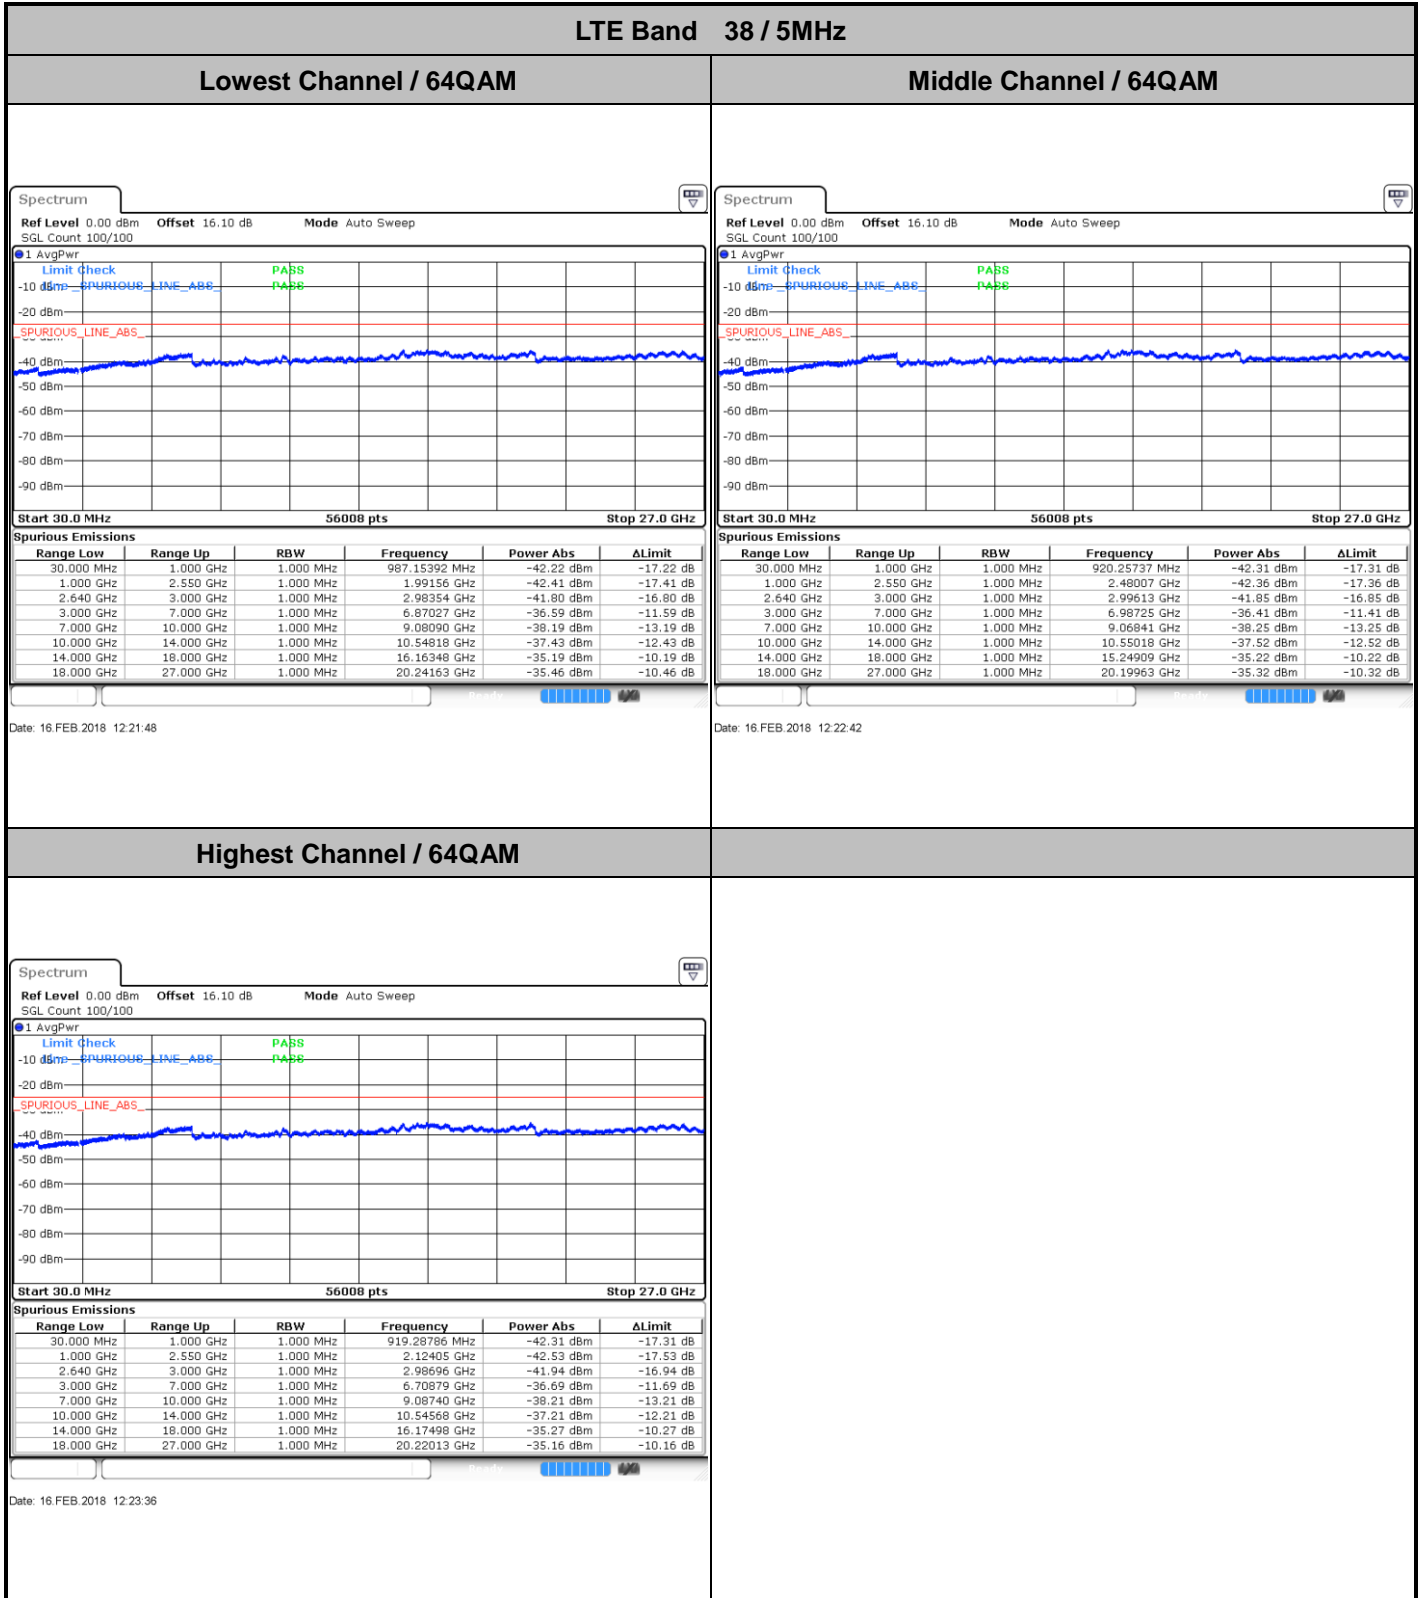 LTE Band 38 / 5MHz
Lowest Channel / 64QAM
Middle Channel / 64QAM
Spectrum
Ref Level 0.00 dBm Offset 16.10 dB Mode Auto Sweep
SGL Count 100/100
1 AvgPwr
Limit Check PASS
-10 dBm
Line _SPURIOUS_LINE_ABS_ PASS
-20 dBm
_SPURIOUS_LINE_ABS_
-40 dBm
-50 dBm
-60 dBm
-70 dBm
-80 dBm
-90 dBm
Start 30.0 MHz 56008 pts Stop 27.0 GHz
Spurious Emissions
Range Low Range Up RBW Frequency Power Abs ΔLimit
30.000 MHz 1.000 GHz 1.000 MHz 987.15392 MHz -42.22 dBm -17.22 dB
1.000 GHz 2.550 GHz 1.000 MHz 1.99156 GHz -42.41 dBm -17.41 dB
2.640 GHz 3.000 GHz 1.000 MHz 2.98354 GHz -41.80 dBm -16.80 dB
3.000 GHz 7.000 GHz 1.000 MHz 6.87027 GHz -36.59 dBm -11.59 dB
7.000 GHz 10.000 GHz 1.000 MHz 9.08090 GHz -38.19 dBm -13.19 dB
10.000 GHz 14.000 GHz 1.000 MHz 10.54818 GHz -37.43 dBm -12.43 dB
14.000 GHz 18.000 GHz 1.000 MHz 16.16348 GHz -35.19 dBm -10.19 dB
18.000 GHz 27.000 GHz 1.000 MHz 20.24163 GHz -35.46 dBm -10.46 dB
Date: 16.FEB.2018 12:21:48
Spectrum
Ref Level 0.00 dBm Offset 16.10 dB Mode Auto Sweep
SGL Count 100/100
1 AvgPwr
Limit Check PASS
-10 dBm
Line _SPURIOUS_LINE_ABS_ PASS
-20 dBm
_SPURIOUS_LINE_ABS_
-40 dBm
-50 dBm
-60 dBm
-70 dBm
-80 dBm
-90 dBm
Start 30.0 MHz 56008 pts Stop 27.0 GHz
Spurious Emissions
Range Low Range Up RBW Frequency Power Abs ΔLimit
30.000 MHz 1.000 GHz 1.000 MHz 920.25737 MHz -42.31 dBm -17.31 dB
1.000 GHz 2.550 GHz 1.000 MHz 2.48007 GHz -42.36 dBm -17.36 dB
2.640 GHz 3.000 GHz 1.000 MHz 2.99613 GHz -41.85 dBm -16.85 dB
3.000 GHz 7.000 GHz 1.000 MHz 6.98725 GHz -36.41 dBm -11.41 dB
7.000 GHz 10.000 GHz 1.000 MHz 9.06841 GHz -38.25 dBm -13.25 dB
10.000 GHz 14.000 GHz 1.000 MHz 10.55018 GHz -37.52 dBm -12.52 dB
14.000 GHz 18.000 GHz 1.000 MHz 15.24909 GHz -35.22 dBm -10.22 dB
18.000 GHz 27.000 GHz 1.000 MHz 20.19963 GHz -35.32 dBm -10.32 dB
Date: 16.FEB.2018 12:22:42
Highest Channel / 64QAM
Spectrum
Ref Level 0.00 dBm Offset 16.10 dB Mode Auto Sweep
SGL Count 100/100
1 AvgPwr
Limit Check PASS
-10 dBm
Line _SPURIOUS_LINE_ABS_ PASS
-20 dBm
_SPURIOUS_LINE_ABS_
-40 dBm
-50 dBm
-60 dBm
-70 dBm
-80 dBm
-90 dBm
Start 30.0 MHz 56008 pts Stop 27.0 GHz
Spurious Emissions
Range Low Range Up RBW Frequency Power Abs ΔLimit
30.000 MHz 1.000 GHz 1.000 MHz 919.28786 MHz -42.31 dBm -17.31 dB
1.000 GHz 2.550 GHz 1.000 MHz 2.12405 GHz -42.53 dBm -17.53 dB
2.640 GHz 3.000 GHz 1.000 MHz 2.98696 GHz -41.94 dBm -16.94 dB
3.000 GHz 7.000 GHz 1.000 MHz 6.70879 GHz -36.69 dBm -11.69 dB
7.000 GHz 10.000 GHz 1.000 MHz 9.08740 GHz -38.21 dBm -13.21 dB
10.000 GHz 14.000 GHz 1.000 MHz 10.54568 GHz -37.21 dBm -12.21 dB
14.000 GHz 18.000 GHz 1.000 MHz 16.17498 GHz -35.27 dBm -10.27 dB
18.000 GHz 27.000 GHz 1.000 MHz 20.22013 GHz -35.16 dBm -10.16 dB
Date: 16.FEB.2018 12:23:36